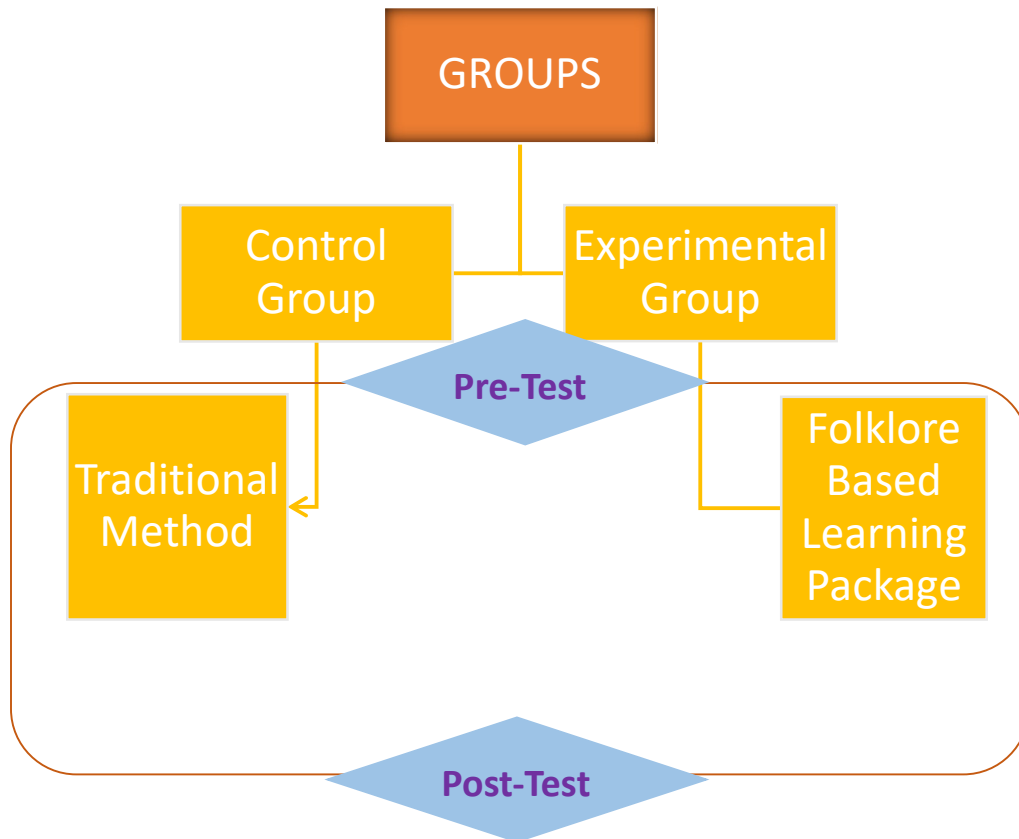 GROUPS
Control
Group
Experimental
Group
Pre-Test
Traditional
Method
Folklore
Based
Learning
Package
Post-Test